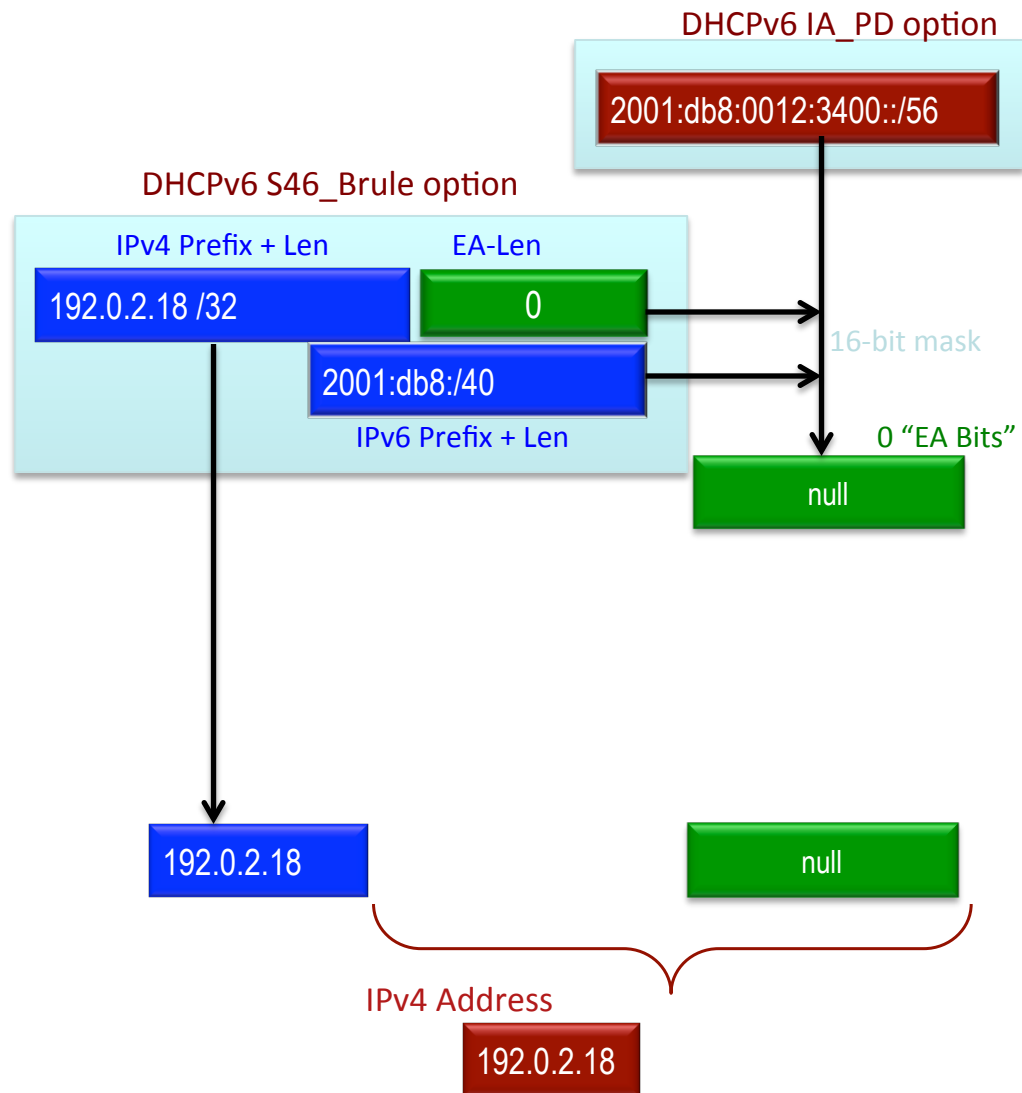 DHCPv6 IA_PD option
2001:db8:0012:3400::/56
DHCPv6 S46_Brule option
IPv4 Prefix + Len
EA-Len
192.0.2.18 /32
0
16-bit mask
2001:db8:/40
IPv6 Prefix + Len
0 “EA Bits”
null
192.0.2.18
null
IPv4 Address
192.0.2.18